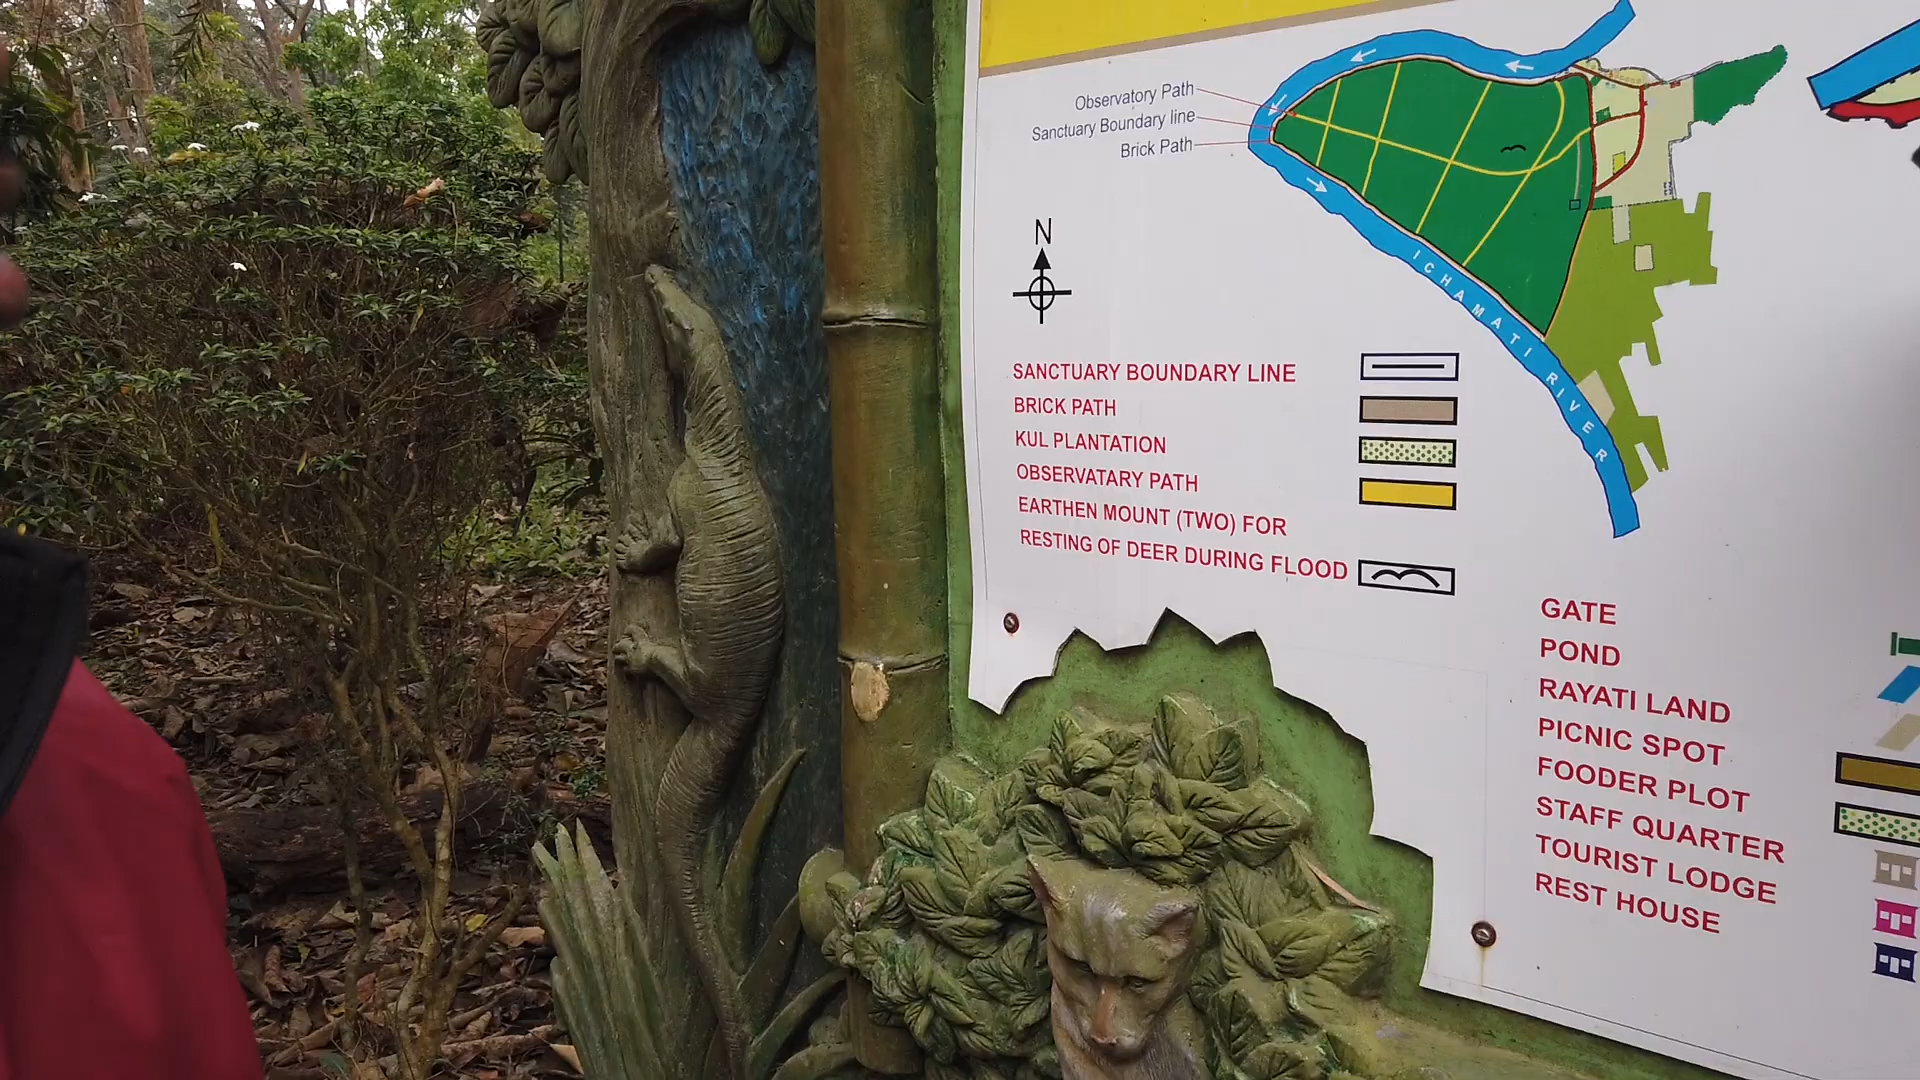 Observatory Path
Sanctuary Boundary line
Brick Path
N
ICHAMATI RIVER
SANCTUARY BOUNDARY LINE
BRICK PATH
KUL PLANTATION
OBSERVATARY PATH
EARTHEN MOUNT (TWO) FOR
RESTING OF DEER DURING FLOOD
GATE
POND
RAYATI LAND
PICNIC SPOT
FOODER PLOT
STAFF QUARTER
TOURIST LODGE
REST HOUSE